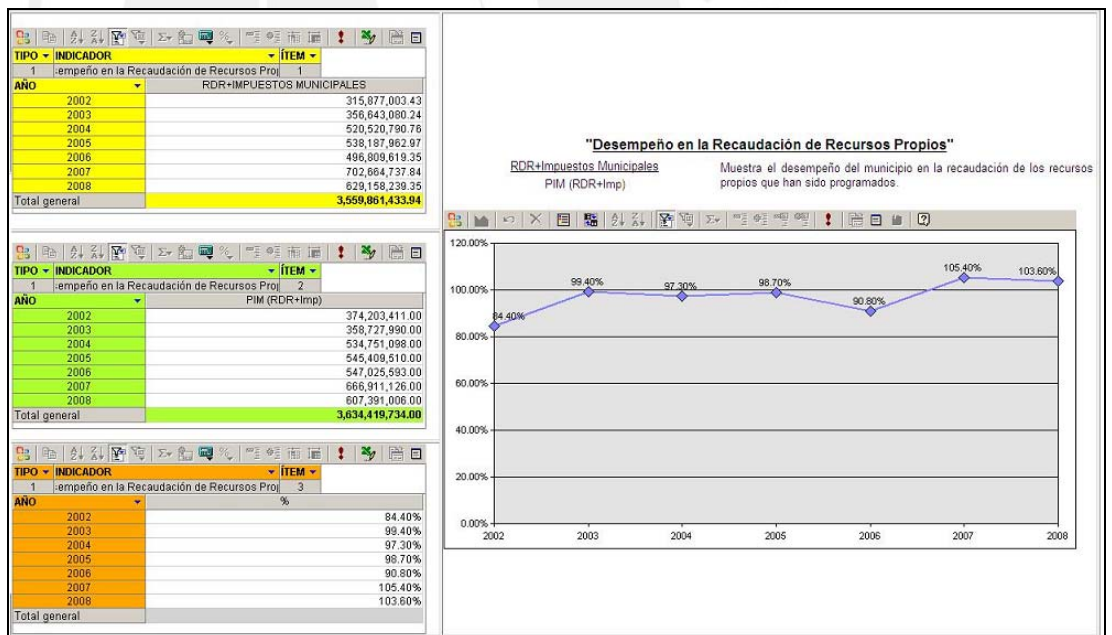 TIPO INDICADOR ÍTEM
1 empeño en la Recaudación de Recursos Proj 1
AÑO RDR+IMPUESTOS MUNICIPALES
2002 315,877,003.43
2003 356,643,080.24
2004 520,520,790.76
2005 538,187,962.97
2006 496,809,619.35
2007 702,664,737.84
2008 629,158,239.35
Total general 3,559,861,433.94
TIPO INDICADOR ÍTEM
1 empeño en la Recaudación de Recursos Proj 2
AÑO PIM (RDR+Imp)
2002 374,203,411.00
2003 358,727,990.00
2004 534,751,098.00
2005 545,409,510.00
2006 547,025,593.00
2007 666,911,126.00
2008 607,391,006.00
Total general 3,634,419,734.00
TIPO INDICADOR ÍTEM
1 empeño en la Recaudación de Recursos Proj 3
AÑO %
2002 84.40%
2003 99.40%
2004 97.30%
2005 98.70%
2006 90.80%
2007 105.40%
2008 103.60%
Total general
"Desempeño en la Recaudación de Recursos Propios"
RDR+Impuestos Municipales
PIM (RDR+Imp)
Muestra el desempeño del municipio en la recaudación de los recursos
propios que han sido programados.
120.00%
100.00%
80.00%
60.00%
40.00%
20.00%
0.00%
84.40% 99.40% 97.30% 98.70% 90.80% 105.40% 103.60%
2002 2003 2004 2005 2006 2007 2008